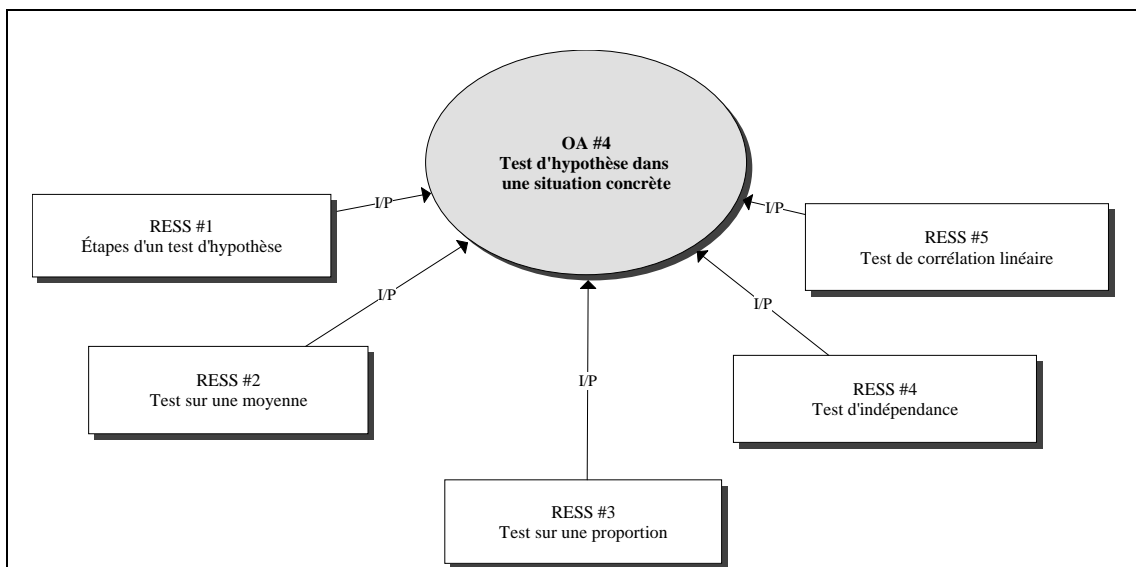 OA #4
Test d'hypothèse dans
une situation concrète
I/P
I/P
RESS #1
Étapes d'un test d'hypothèse
RESS #5
Test de corrélation linéaire
I/P
I/P
RESS #2
Test sur une moyenne
I/P
RESS #4
Test d'indépendance
RESS #3
Test sur une proportion